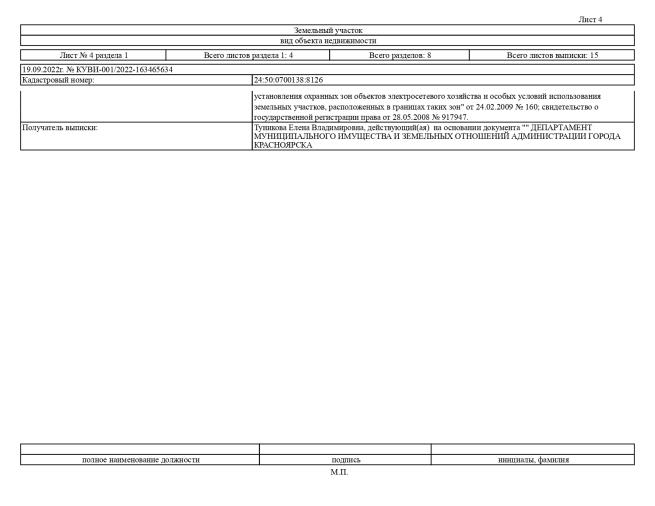 Лист 4
Земельный участок
вид объекта недвижимости
Лист № 4 раздела 1
Всего листов раздела 1: 4
Всего разделов: 8
Всего листов выписки: 15
19.09.2022г. № КУВИ-001/2022-163465634
Кадастровый номер:
24:50:0700138:8126
установления охранных зон объектов электросетевого хозяйства и особых условий использования
земельных участков, расположенных в границах таких зон" от 24.02.2009 № 160; свидетельство о
государственной регистрации права от 28.05.2008 № 917947.
Получатель выписки:
Туникова Елена Владимировна, действующий(ая) на основании документа "" ДЕПАРТАМЕНТ
МУНИЦИПАЛЬНОГО ИМУЩЕСТВА И ЗЕМЕЛЬНЫХ ОТНОШЕНИЙ АДМИНИСТРАЦИИ ГОРОДА
КРАСНОЯРСКА
полное наименование должности
подпись
инициалы, фамилия
М.П.